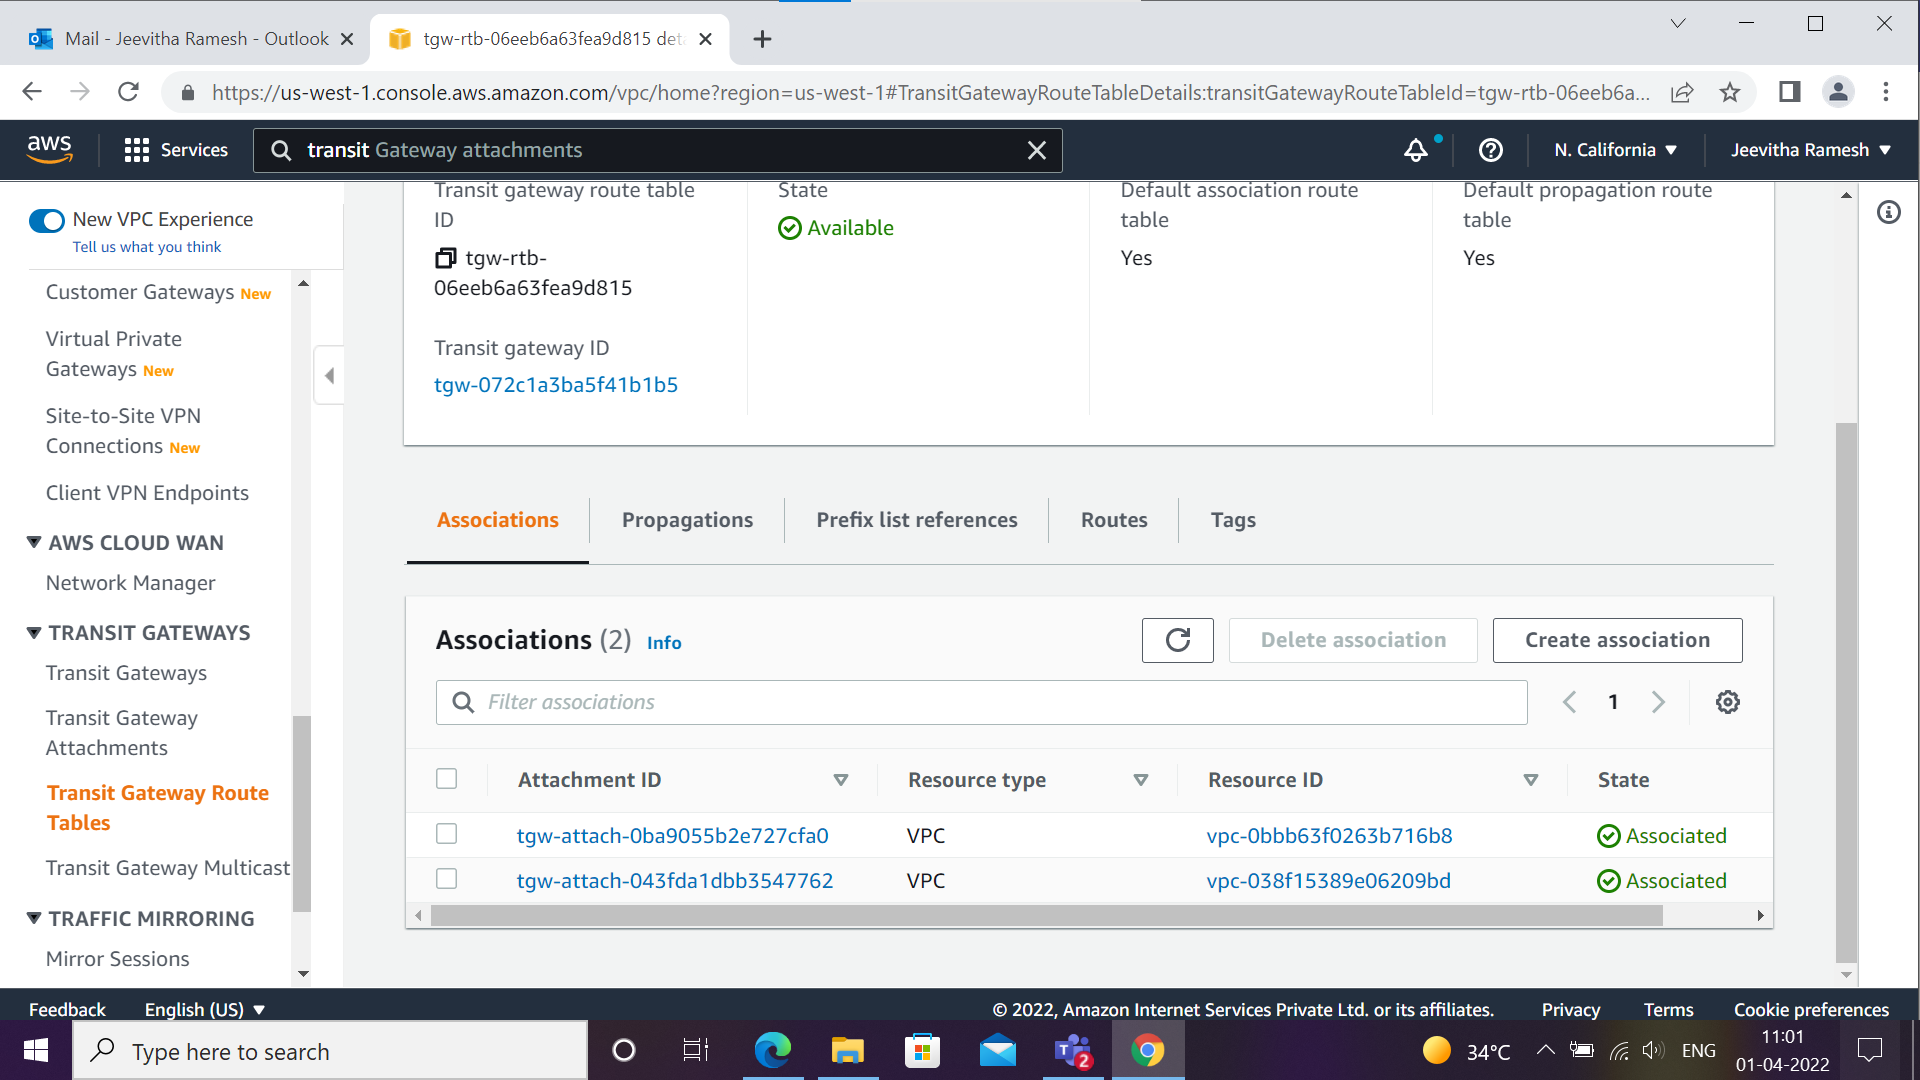 Mail - Jeevitha Ramesh - Outlook
tgw-rtb-06eeb6a63fea9d815 deta
https://us-west-1.console.aws.amazon.com/vpc/home?region=us-west-1#TransitGatewayRouteTableDetails:transitGatewayRouteTableId=tgw-rtb-06eeb6a...
aws
Services
transit Gateway attachments
N. California
Jeevitha Ramesh
New VPC Experience
Tell us what you think
Customer Gateways New
Virtual Private
Gateways New
Site-to-Site VPN
Connections New
Client VPN Endpoints
AWS CLOUD WAN
Network Manager
TRANSIT GATEWAYS
Transit Gateways
Transit Gateway
Attachments
Transit Gateway Route
Tables
Transit Gateway Multicast
TRAFFIC MIRRORING
Mirror Sessions
Transit gateway route table
ID
tgw-rtb-
06eeb6a63fea9d815
Transit gateway ID
tgw-072c1a3ba5f41b1b5
State
Available
Default association route
table
Yes
Default propagation route
table
Yes
Associations
Propagations
Prefix list references
Routes
Tags
Associations (2) Info
Delete association
Create association
Filter associations
1
Attachment ID
Resource type
Resource ID
State
tgw-attach-0ba9055b2e727cfa0 VPC vpc-0bbb63f0263b716b8 Associated
tgw-attach-043fda1dbb3547762 VPC vpc-038f15389e06209bd Associated
Feedback
English (US)
© 2022, Amazon Internet Services Private Ltd. or its affiliates.
Privacy
Terms
Cookie preferences
Type here to search
T
2
34°C
ENG
11:01
01-04-2022